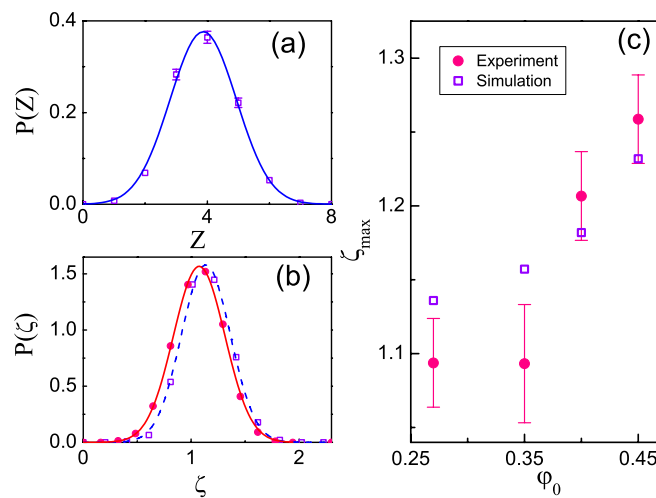 (a)
P(Z)
0.4
0.2
0.0
0 4 8
Z
(b)
P(ζ)
1.5
1.0
0.5
0.0
0 1 2
ζ
(c)
Experiment
Simulation
ζmax
1.3
1.2
1.1
0.25 0.35 0.45
φ0